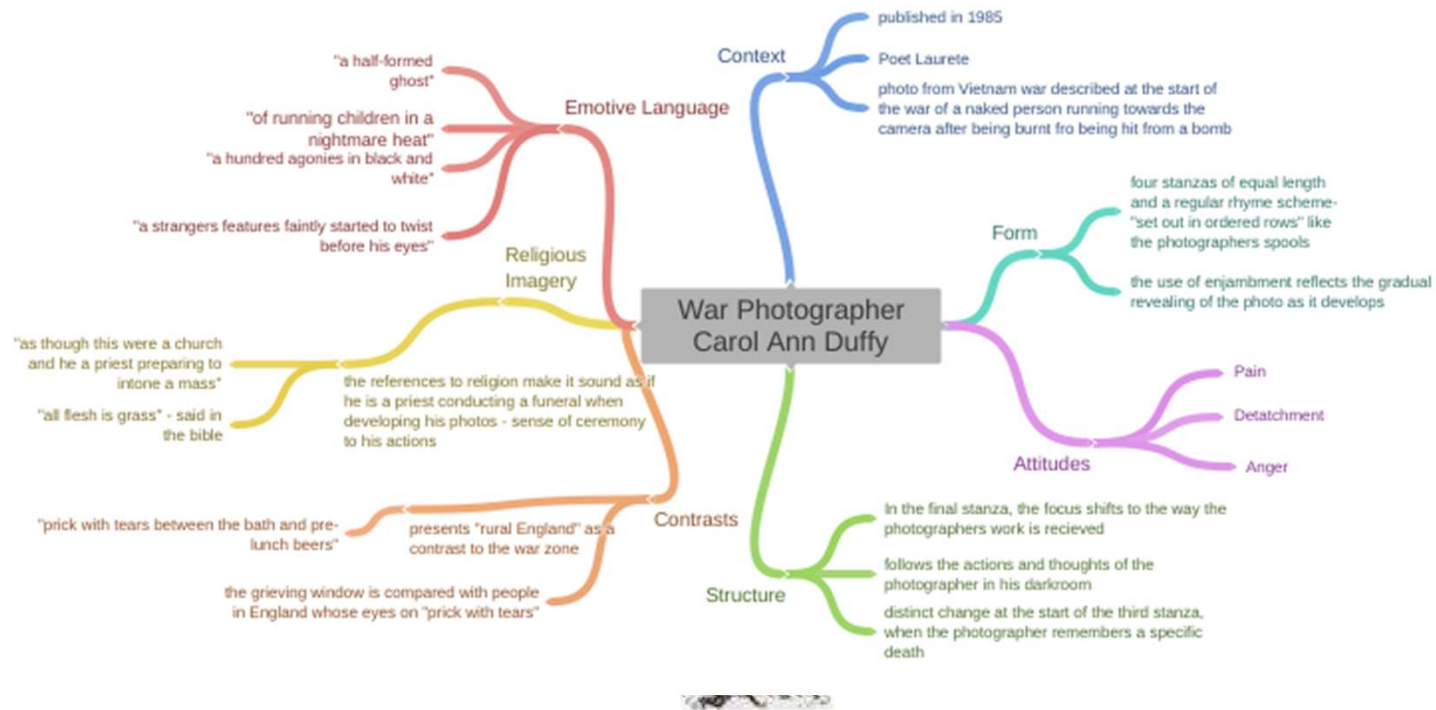 War Photographer
Carol Ann Duffy
Context
published in 1985
Poet Laurete
photo from Vietnam war described at the start of
the war of a naked person running towards the
camera after being burnt fro being hit from a bomb
Form
four stanzas of equal length
and a regular rhyme scheme-
"set out in ordered rows" like
the photographers spools
the use of enjambment reflects the gradual
revealing of the photo as it develops
Attitudes
Pain
Detatchment
Anger
Structure
In the final stanza, the focus shifts to the way the
photographers work is recieved
follows the actions and thoughts of the
photographer in his darkroom
distinct change at the start of the third stanza,
when the photographer remembers a specific
death
Emotive Language
"a half-formed
ghost"
"of running children in a
nightmare heat"
"a hundred agonies in black and
white"
"a strangers features faintly started to twist
before his eyes"
Religious
Imagery
the references to religion make it sound as if
he is a priest conducting a funeral when
developing his photos - sense of ceremony
to his actions
"as though this were a church
and he a priest preparing to
intone a mass"
"all flesh is grass" - said in
the bible
Contrasts
presents "rural England" as a
contrast to the war zone
"prick with tears between the bath and pre-
lunch beers"
the grieving window is compared with people
in England whose eyes on "prick with tears"